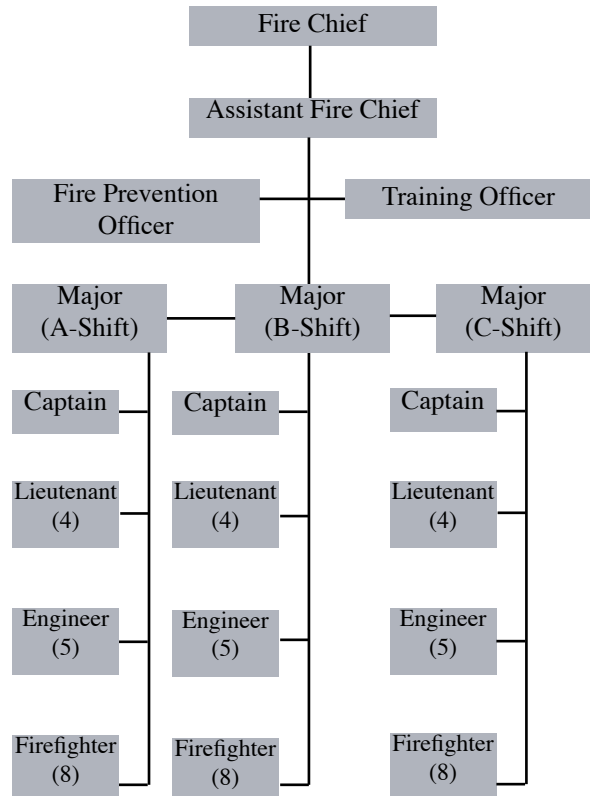 Fire Chief
Assistant Fire Chief
Fire Prevention
Officer
Training Officer
Major
(A-Shift)
Major
(B-Shift)
Major
(C-Shift)
Captain
Captain
Captain
Lieutenant
(4)
Lieutenant
(4)
Lieutenant
(4)
Engineer
(5)
Engineer
(5)
Engineer
(5)
Firefighter
(8)
Firefighter
(8)
Firefighter
(8)